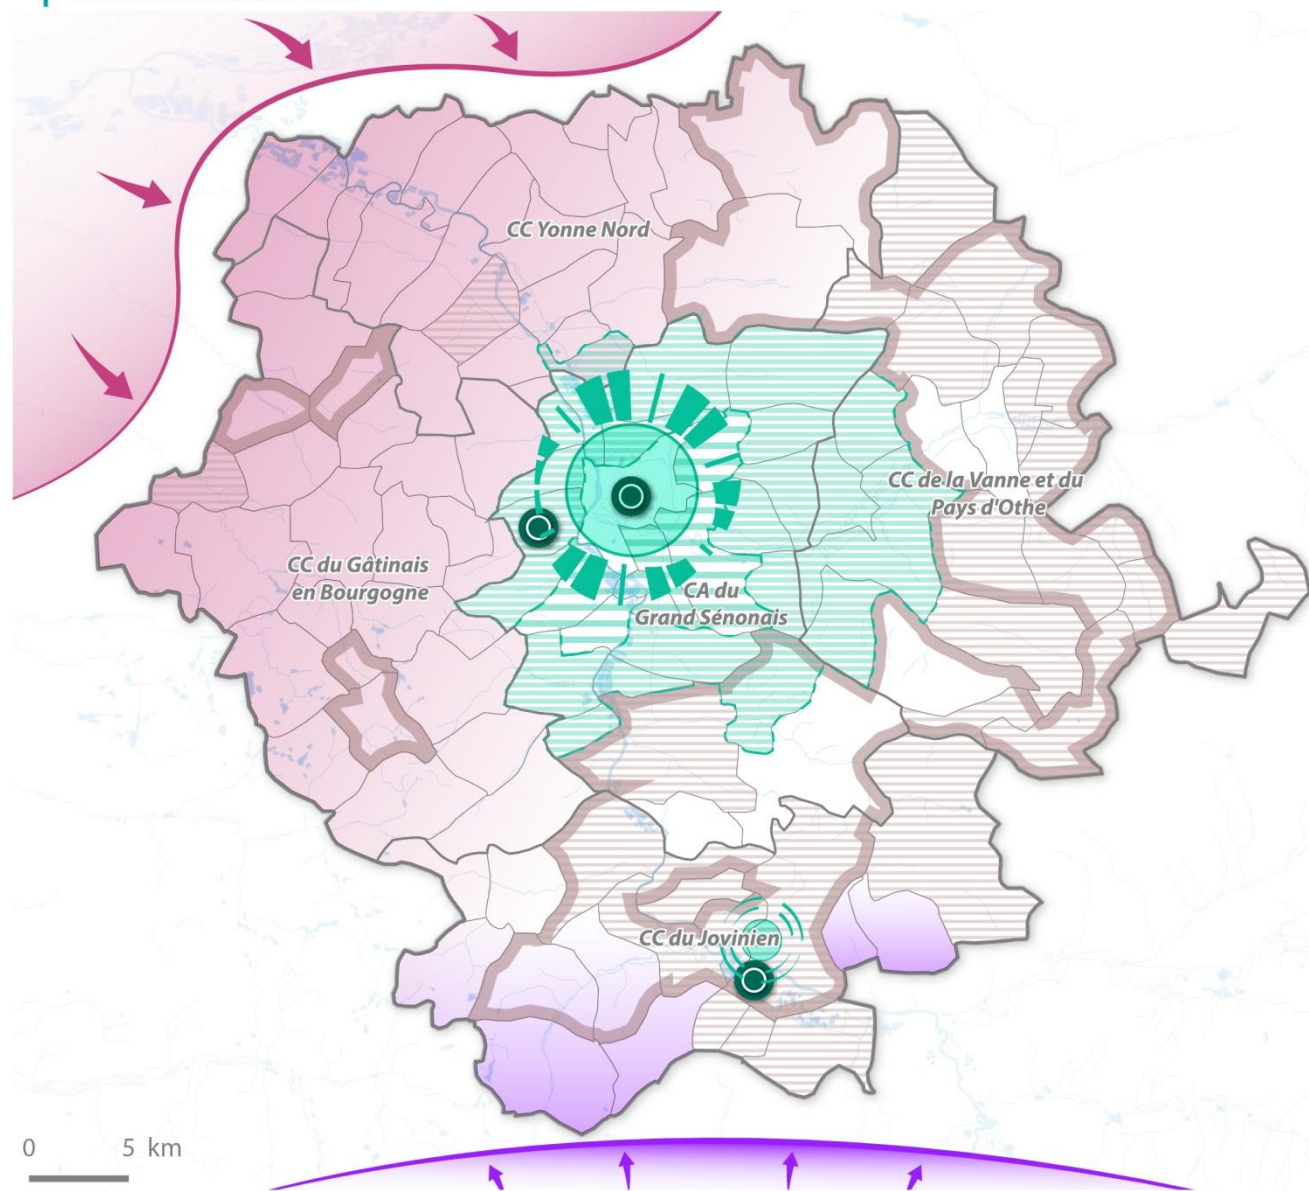 CC Yonne Nord
CC de la Vanne et du
Pays d'Othe
CC du Gâtinais
en Bourgogne
CA du
Grand Sénonais
CC du Jovinien
0 5 km